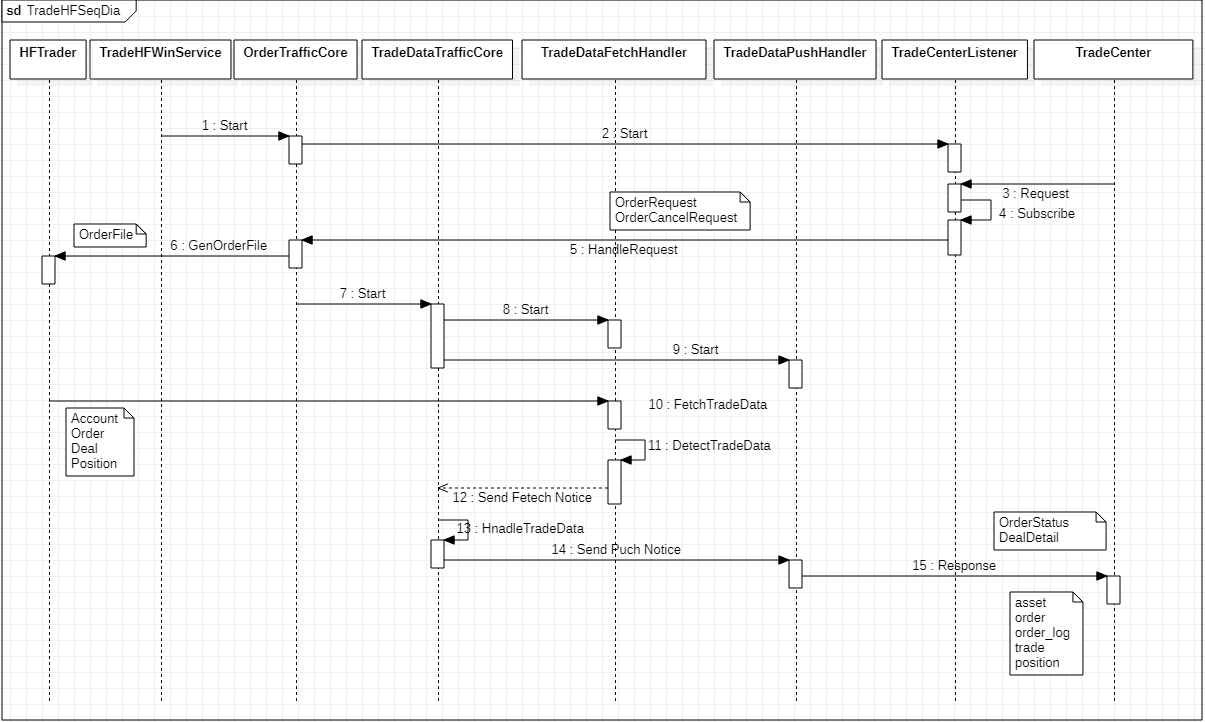 sd TradeHFSeqDia
HFTrader
TradeHFWinService
OrderTrafficCore
TradeDataTrafficCore
TradeDataFetchHandler
TradeDataPushHandler
TradeCenterListener
TradeCenter
1 : Start
2 : Start
3 : Request
OrderRequest
OrderCancelRequest
4 : Subscribe
OrderFile
6 : GenOrderFile
5 : HandleRequest
7 : Start
8 : Start
9 : Start
10 : FetchTradeData
Account
Order
Deal
Position
11 : DetectTradeData
12 : Send Fetech Notice
13 : HnadleTradeData
OrderStatus
DealDetail
14 : Send Puch Notice
15 : Response
asset
order
order_log
trade
position